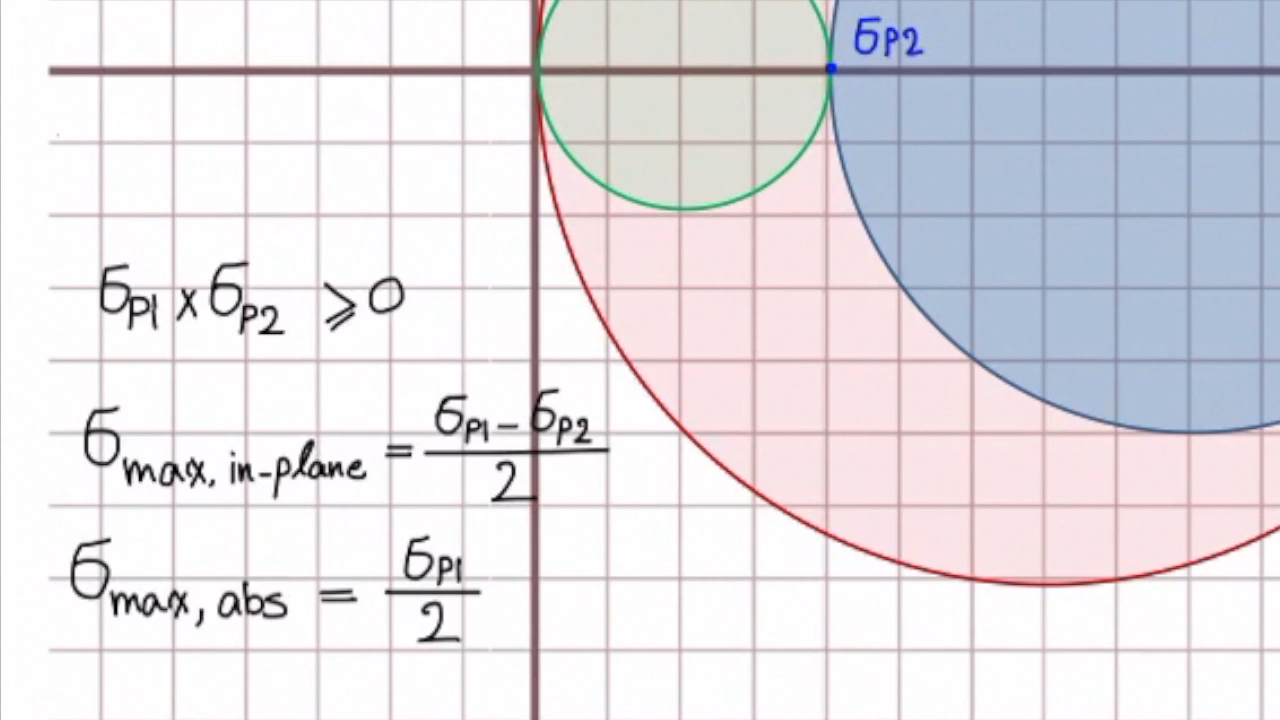 σP2
σP1 x σP2 ⩾ 0
σmax, in-plane = σP1 - σP2 / 2
σmax, abs = σP1 / 2